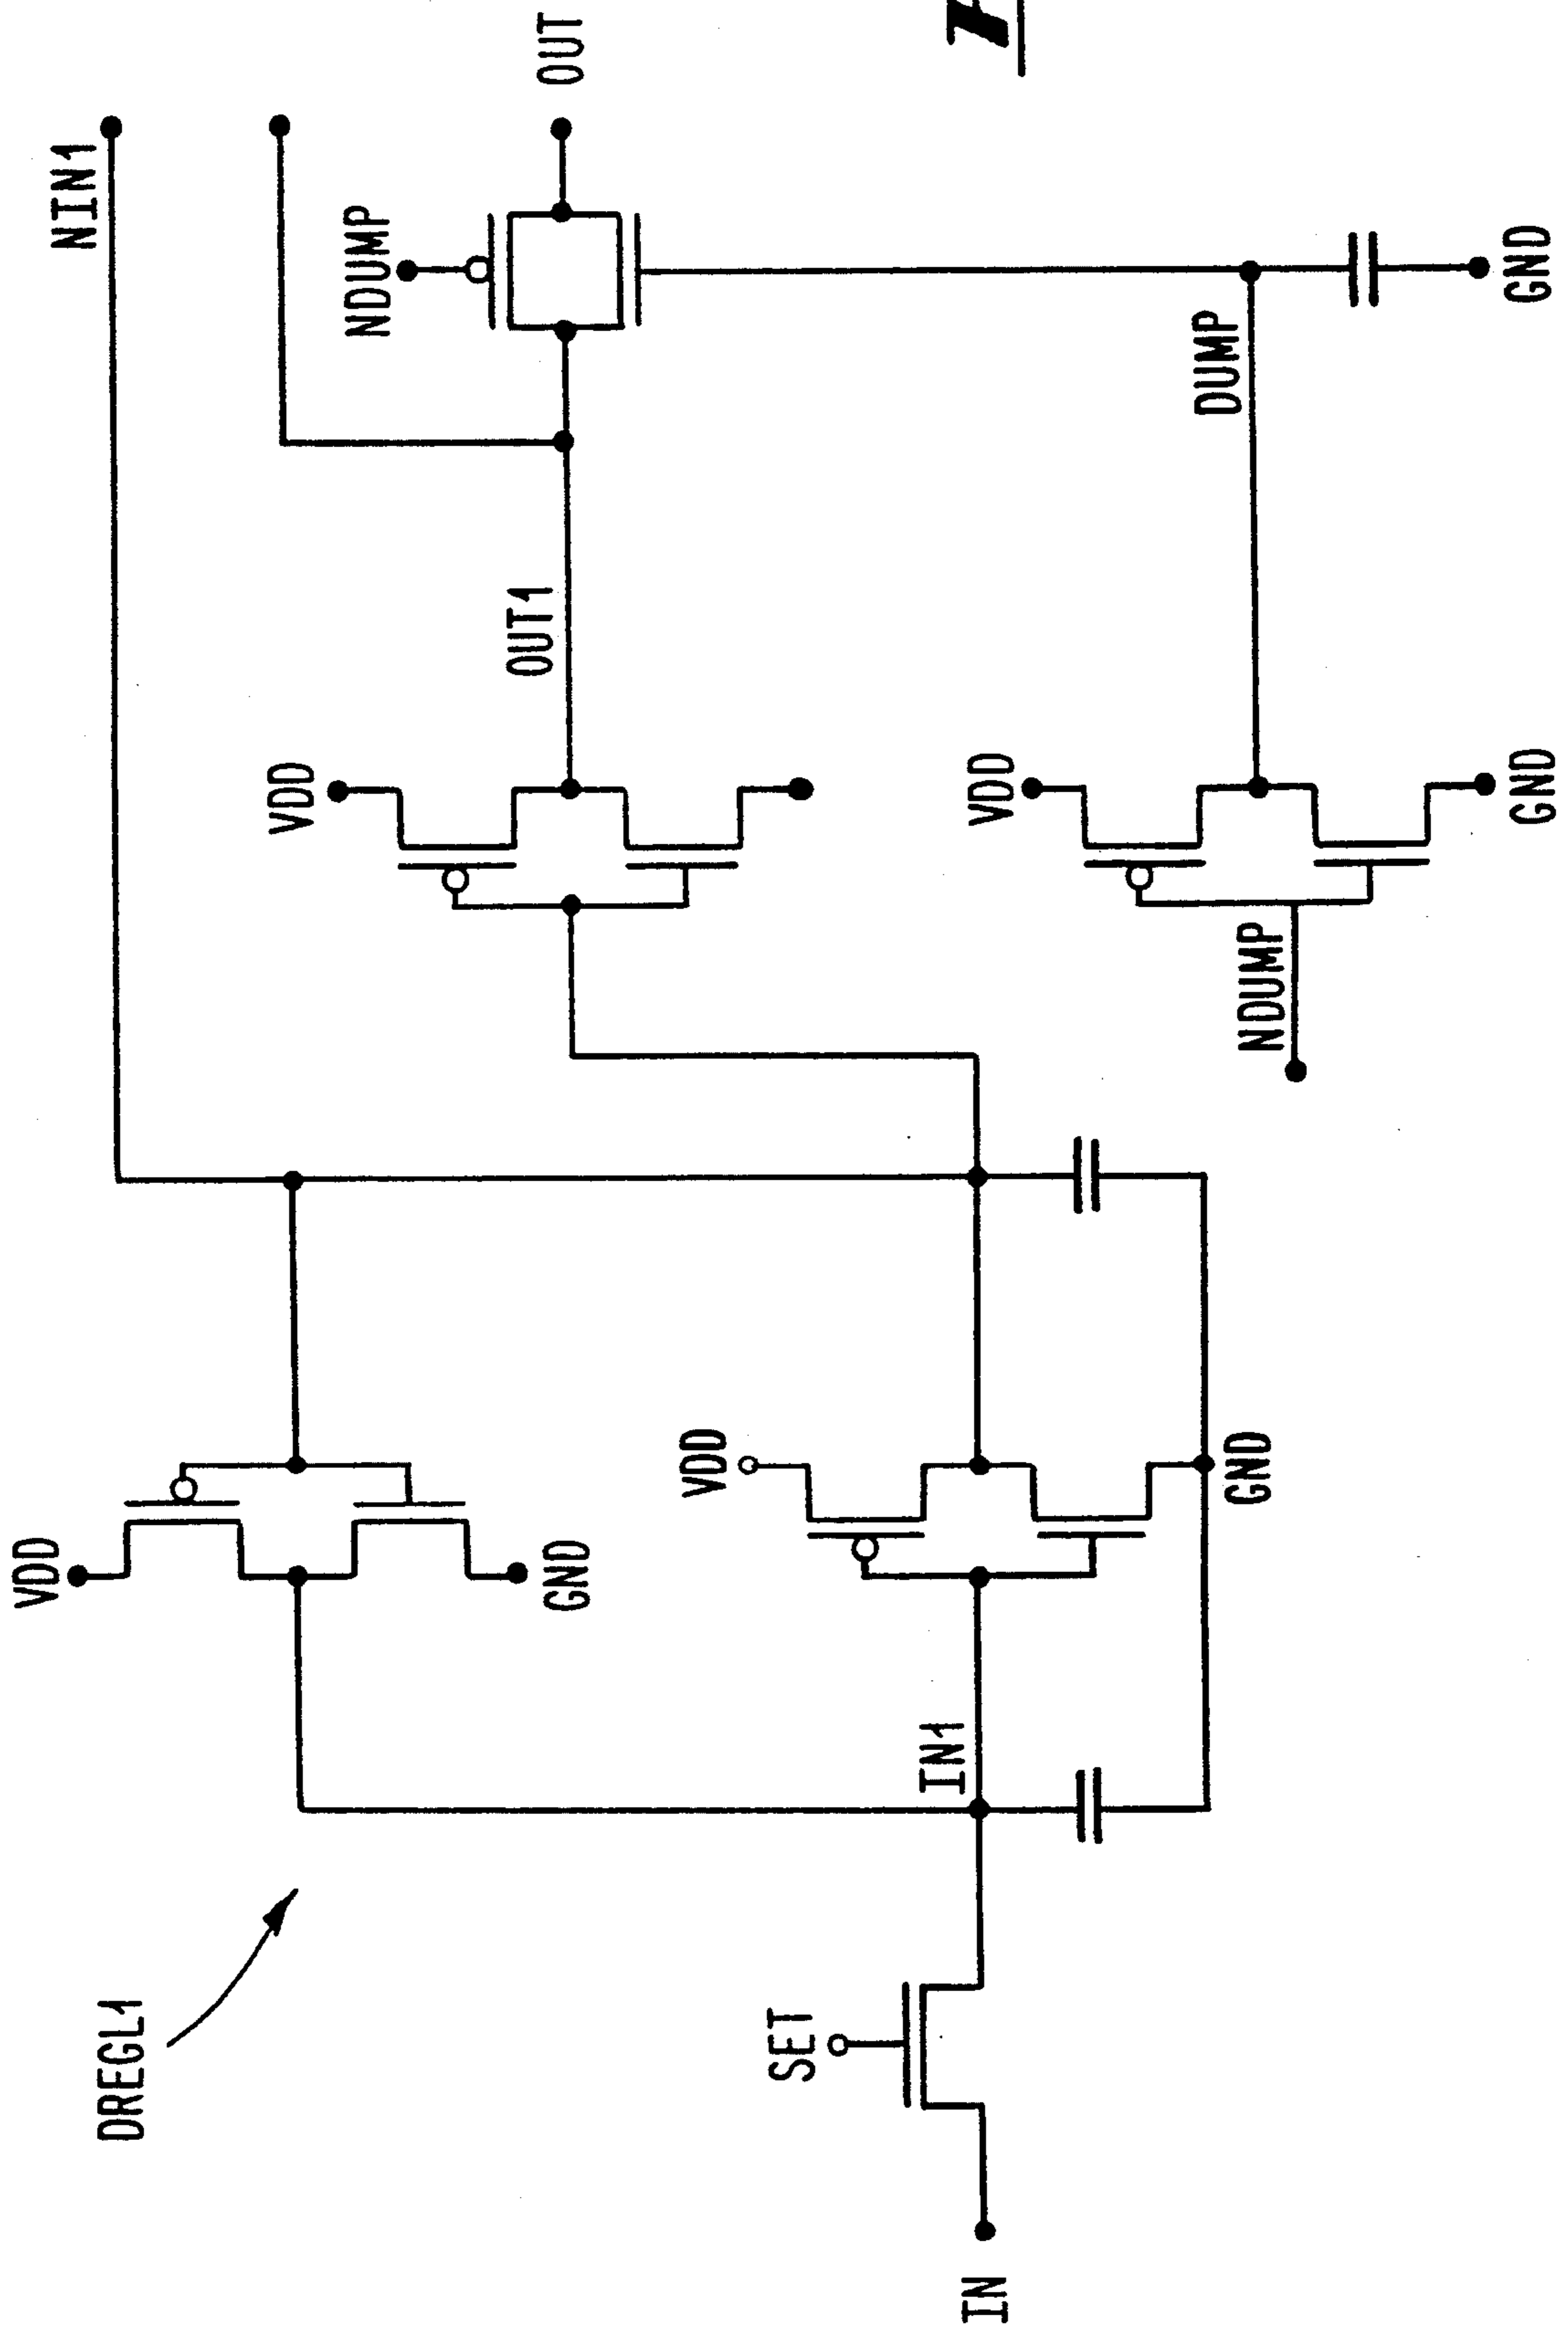 DREGL1
NIN1
VDD
GND
VDD
OUT1
NDUMP
OUT
SET
VDD
IN
IN1
GND
VDD
NDUMP
GND
DUMP
GND